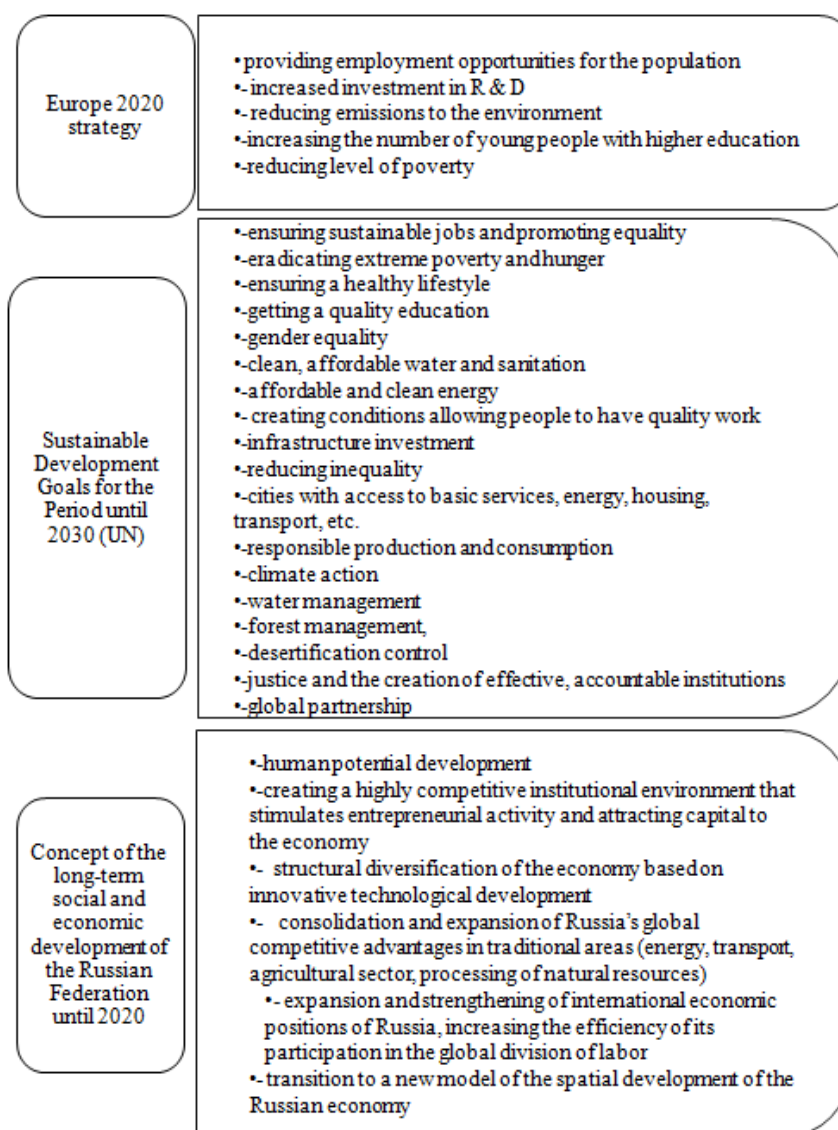 Europe 2020
strategy
•providing employment opportunities for the population
•- increased investment in R & D
•- reducing emissions to the environment
•-increasing the number of young people with higher education
•-reducing level of poverty
Sustainable
Development
Goals for the
Period until
2030 (UN)
•-ensuring sustainable jobs and promoting equality
•-eradicating extreme poverty and hunger
•-ensuring a healthy lifestyle
•-getting a quality education
•-gender equality
•-clean, affordable water and sanitation
•-affordable and clean energy
•- creating conditions allowing people to have quality work
•-infrastructure investment
•-reducing inequality
•-cities with access to basic services, energy, housing,
transport, etc.
•-responsible production and consumption
•-climate action
•-water management
•-forest management,
•-desertification control
•-justice and the creation of effective, accountable institutions
•-global partnership
Concept of the
long-term
social and
economic
development of
the Russian
Federation
until 2020
•-human potential development
•-creating a highly competitive institutional environment that
stimulates entrepreneurial activity and attracting capital to
the economy
•- structural diversification of the economy based on
innovative technological development
•- consolidation and expansion of Russia's global
competitive advantages in traditional areas (energy, transport,
agricultural sector, processing of natural resources)
•- expansion and strengthening of international economic
positions of Russia, increasing the efficiency of its
participation in the global division of labor
•- transition to a new model of the spatial development of the
Russian economy